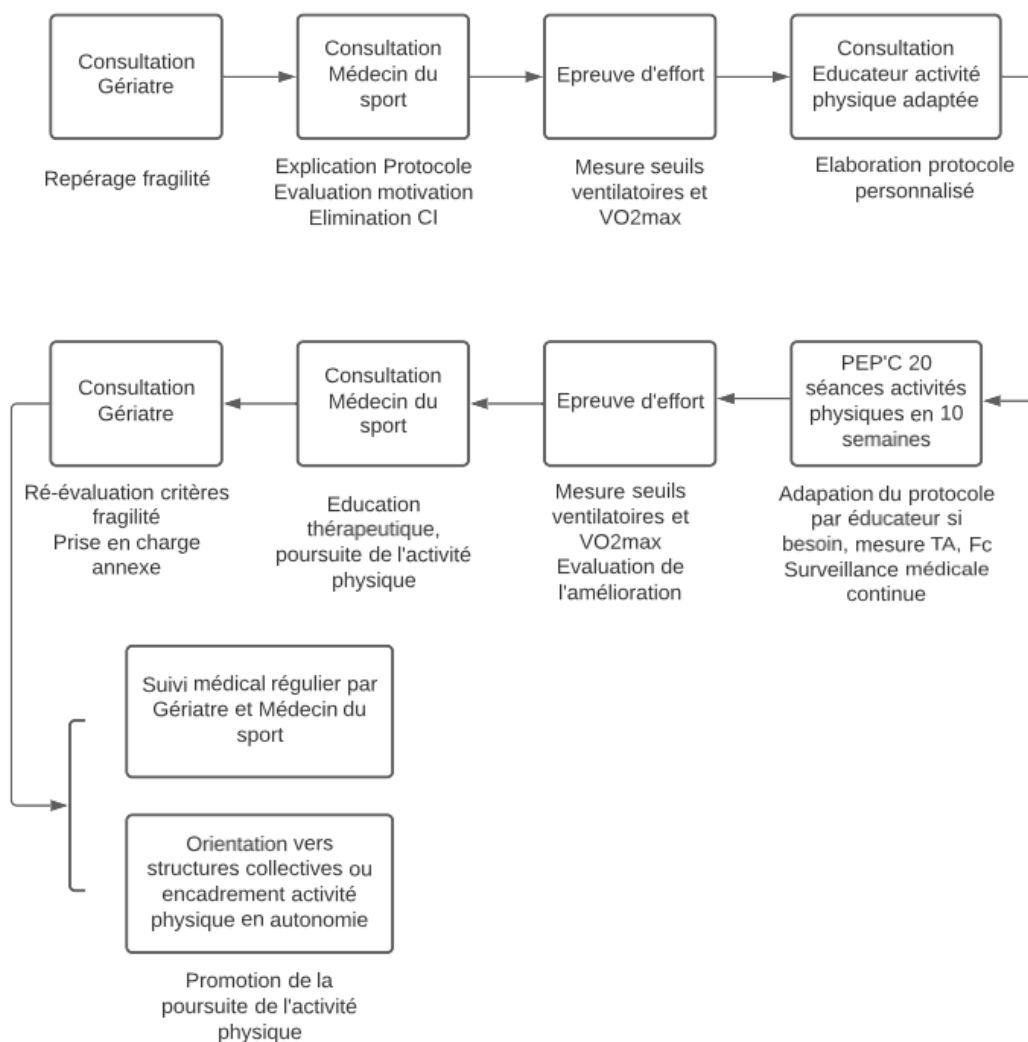 Consultation
Gériatre
Repérage fragilité
Consultation
Médecin du
sport
Explication Protocole
Evaluation motivation
Elimination CI
Epreuve d'effort
Mesure seuils
ventilatoires et
VO2max
Consultation
Educateur activité
physique adaptée
Elaboration protocole
personnalisé
PEP'C 20
séances activités
physiques en 10
semaines
Adapation du protocole
par éducateur si
besoin, mesure TA, Fc
Surveillance médicale
continue
Epreuve d'effort
Mesure seuils
ventilatoires et
VO2max
Evaluation de
l'amélioration
Consultation
Médecin du
sport
Education
thérapeutique,
poursuite de l'activité
physique
Consultation
Gériatre
Ré-évaluation critères
fragilité
Prise en charge
annexe
Suivi médical régulier par
Gériatre et Médecin du
sport
Orientation vers
structures collectives ou
encadrement activité
physique en autonomie
Promotion de la
poursuite de l'activité
physique